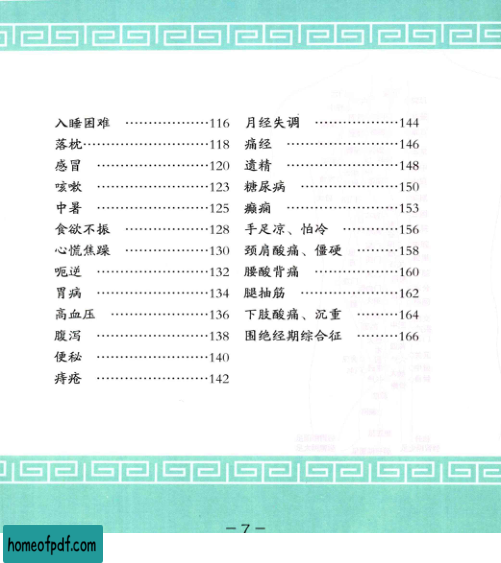 入睡困难 ………………116
落枕……………………118
感冒 …………………120
咳嗽 …………………123
中暑 …………………125
食欲不振 ……………128
心慌焦躁 ……………130
呃逆 …………………132
胃病 …………………134
高血压 ………………136
腹泻 …………………138
便秘 …………………140
痔疮 …………………142
月经失调 ……………144
痛经 …………………146
遗精 …………………148
糖尿病 ………………150
癫痫 …………………153
手足凉、怕冷 ………156
颈肩酸痛、僵硬 ……158
腰酸背痛 ……………160
腿抽筋 ………………162
下肢酸痛、沉重 ……164
围绝经期综合征 ……166
－7－
homeofpdf.com